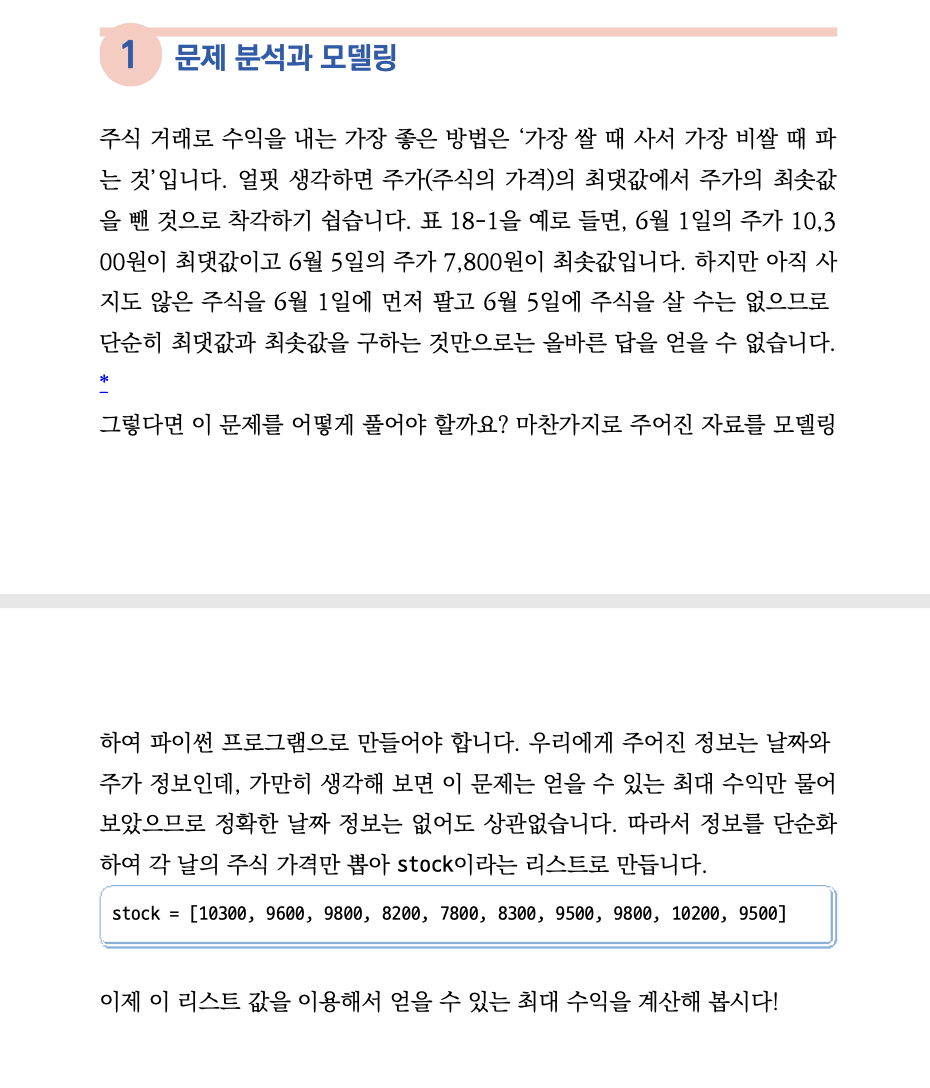 1 문제 분석과 모델링
주식 거래로 수익을 내는 가장 좋은 방법은 ‘가장 쌀 때 사서 가장 비쌀 때 파
는 것’입니다. 얼핏 생각하면 주가(주식의 가격)의 최댓값에서 주가의 최솟값
을 뺀 것으로 착각하기 쉽습니다. 표 18-1을 예로 들면, 6월 1일의 주가 10,3
00원이 최댓값이고 6월 5일의 주가 7,800원이 최솟값입니다. 하지만 아직 사
지도 않은 주식을 6월 1일에 먼저 팔고 6월 5일에 주식을 살 수는 없으므로
단순히 최댓값과 최솟값을 구하는 것만으로는 올바른 답을 얻을 수 없습니다.
*
그렇다면 이 문제를 어떻게 풀어야 할까요? 마찬가지로 주어진 자료를 모델링
하여 파이썬 프로그램으로 만들어야 합니다. 우리에게 주어진 정보는 날짜와
주가 정보인데, 가만히 생각해 보면 이 문제는 얻을 수 있는 최대 수익만 물어
보았으므로 정확한 날짜 정보는 없어도 상관없습니다. 따라서 정보를 단순화
하여 각 날의 주식 가격만 뽑아 stock이라는 리스트로 만듭니다.
stock = [10300, 9600, 9800, 8200, 7800, 8300, 9500, 9800, 10200, 9500]
이제 이 리스트 값을 이용해서 얻을 수 있는 최대 수익을 계산해 봅시다!